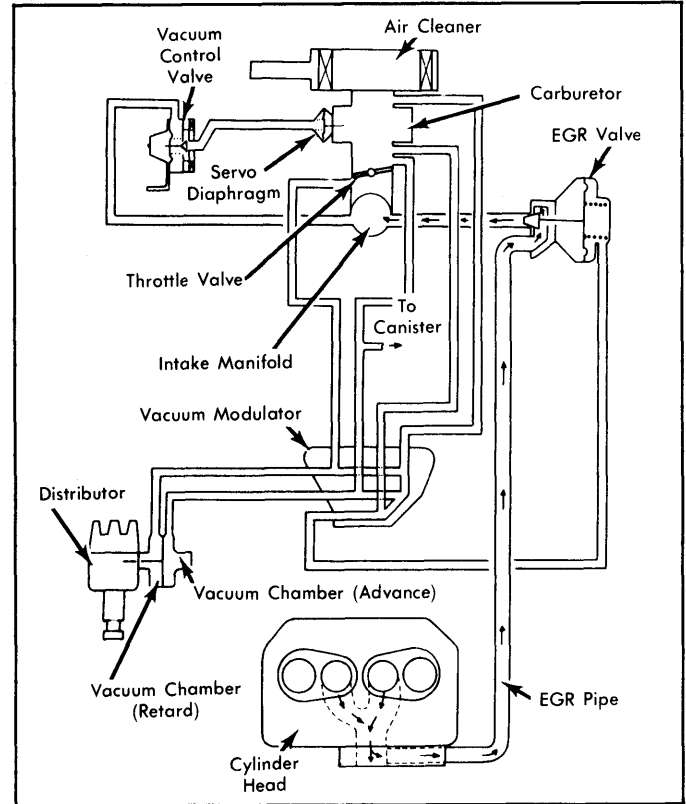 Air Cleaner
Vacuum
Control
Valve
Carburetor
EGR Valve
Servo
Diaphragm
Throttle Valve
To
Canister
Intake Manifold
Vacuum Modulator
Distributor
Vacuum Chamber (Advance)
Vacuum Chamber
(Retard)
EGR Pipe
Cylinder
Head